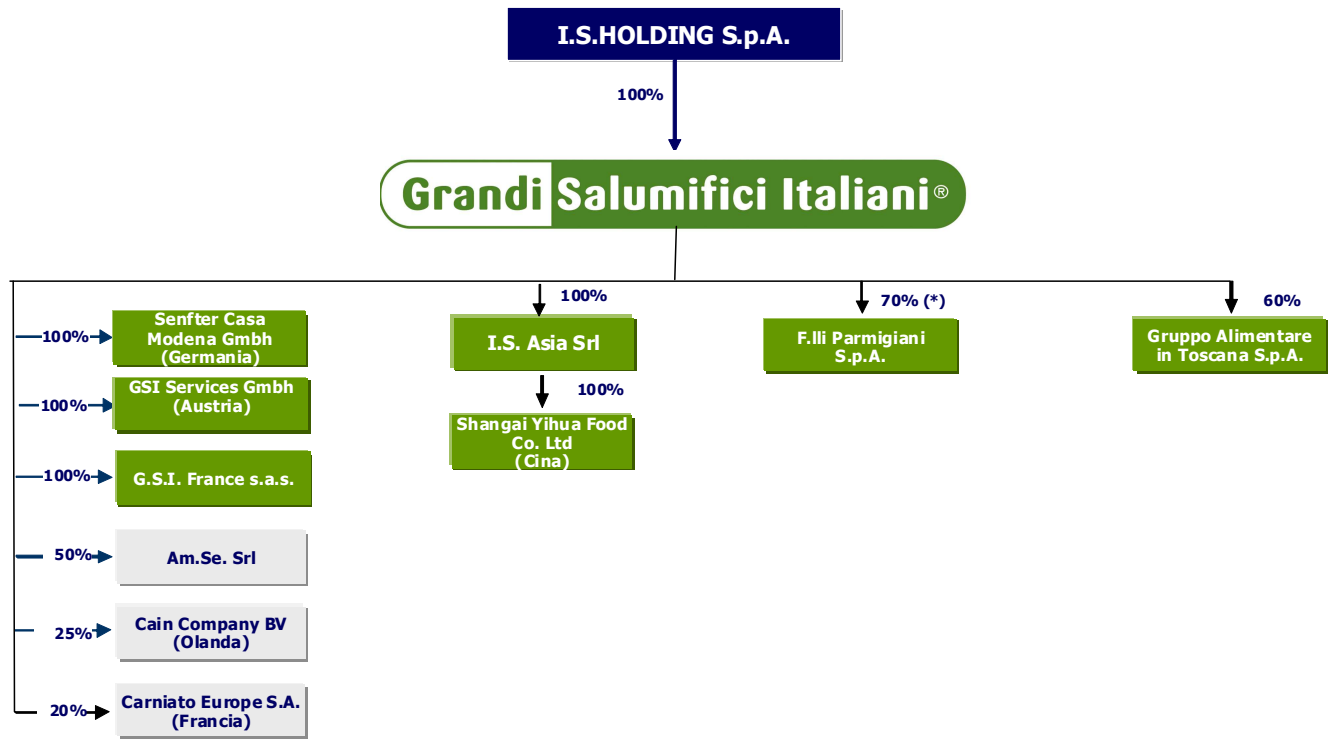 I.S.HOLDING S.p.A.
100%
Grandi Salumifici Italiani®
100%
70% (*)
60%
100%
Senfter Casa
Modena Gmbh
(Germania)
I.S. Asia Srl
F.lli Parmigiani
S.p.A.
Gruppo Alimentare
in Toscana S.p.A.
100%
GSI Services Gmbh
(Austria)
100%
Shangai Yihua Food
Co. Ltd
(Cina)
100%
G.S.I. France s.a.s.
50%
Am.Se. Srl
25%
Cain Company BV
(Olanda)
20%
Carniato Europe S.A.
(Francia)